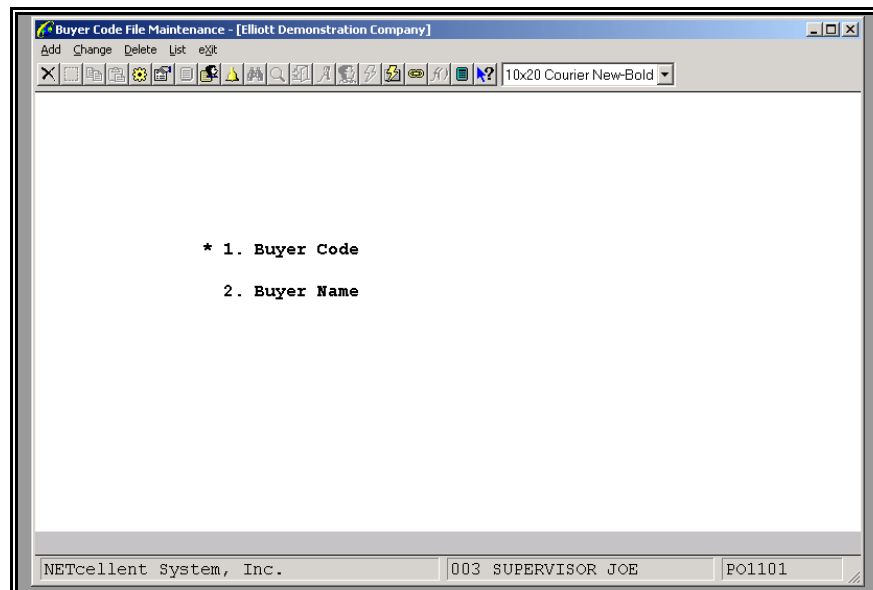 Buyer Code File Maintenance - [Elliott Demonstration Company]
Add Change Delete List eXit
10x20 Courier New-Bold
* 1. Buyer Code
2. Buyer Name
NETcellent System, Inc. 003 SUPERVISOR JOE PO1101